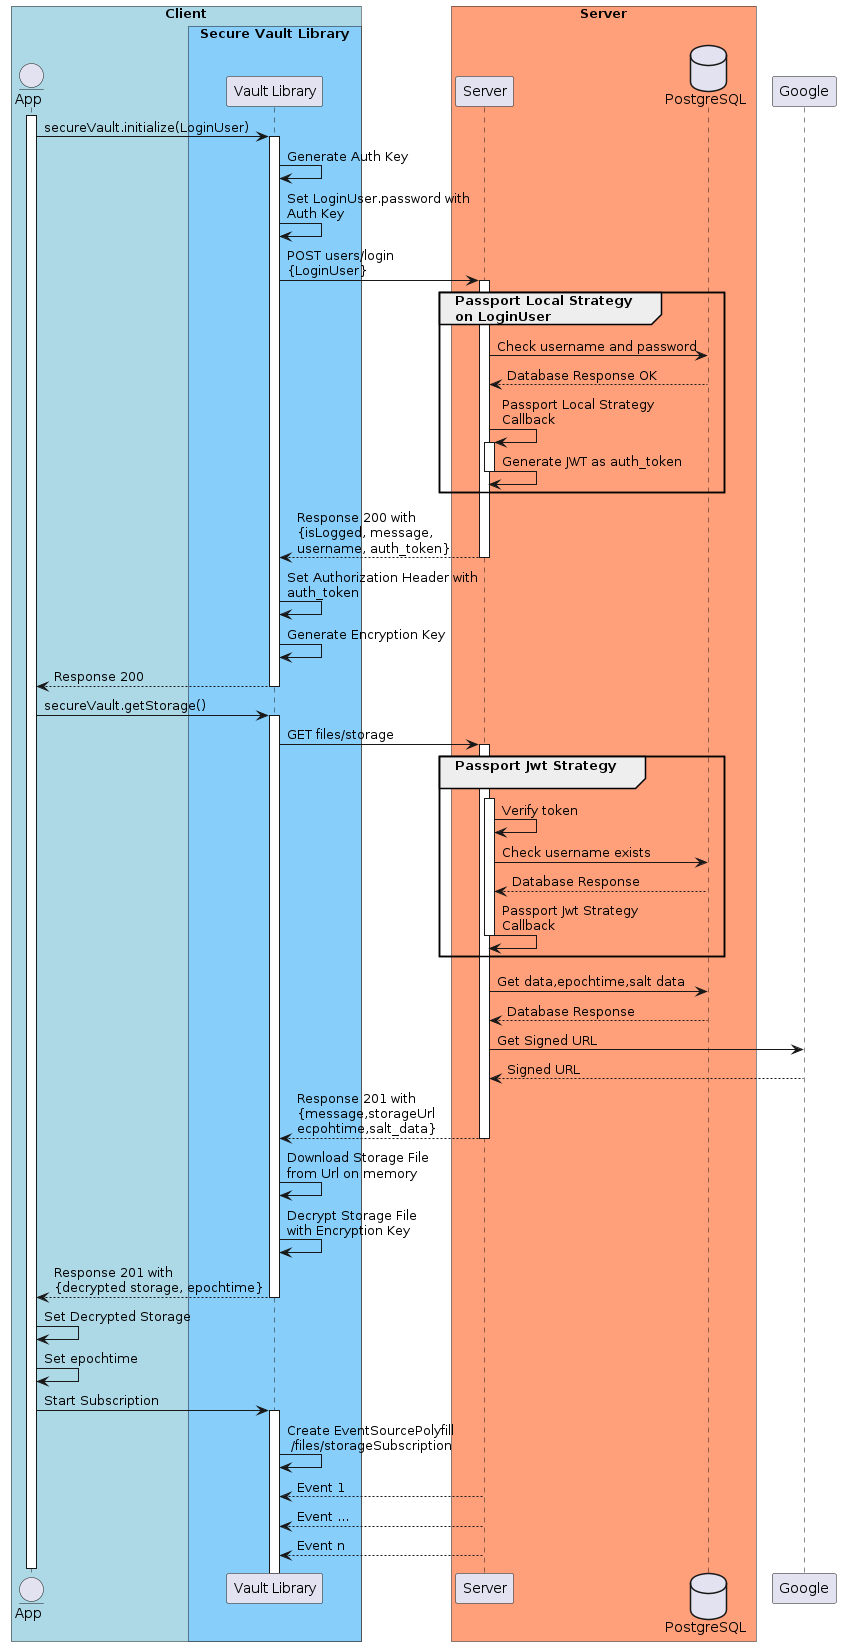 Client
Server
Secure Vault Library
App
Vault Library
Server
PostgreSQL
Google
secureVault.initialize(LoginUser)
Generate Auth Key
Set LoginUser.password with
Auth Key
POST users/login
{LoginUser}
Passport Local Strategy
on LoginUser
Check username and password
Database Response OK
Passport Local Strategy
Callback
Generate JWT as auth_token
Response 200 with
{isLogged, message,
username, auth_token}
Set Authorization Header with
auth_token
Generate Encryption Key
Response 200
secureVault.getStorage()
GET files/storage
Passport Jwt Strategy
Verify token
Check username exists
Database Response
Passport Jwt Strategy
Callback
Get data,epochtime,salt data
Database Response
Get Signed URL
Signed URL
Response 201 with
{message,storageUrl
ecpohtime,salt_data}
Download Storage File
from Url on memory
Decrypt Storage File
with Encryption Key
Response 201 with
{decrypted storage, epochtime}
Set Decrypted Storage
Set epochtime
Start Subscription
Create EventSourcePolyfill
/files/storageSubscription
Event 1
Event ...
Event n
App
Vault Library
Server
PostgreSQL
Google